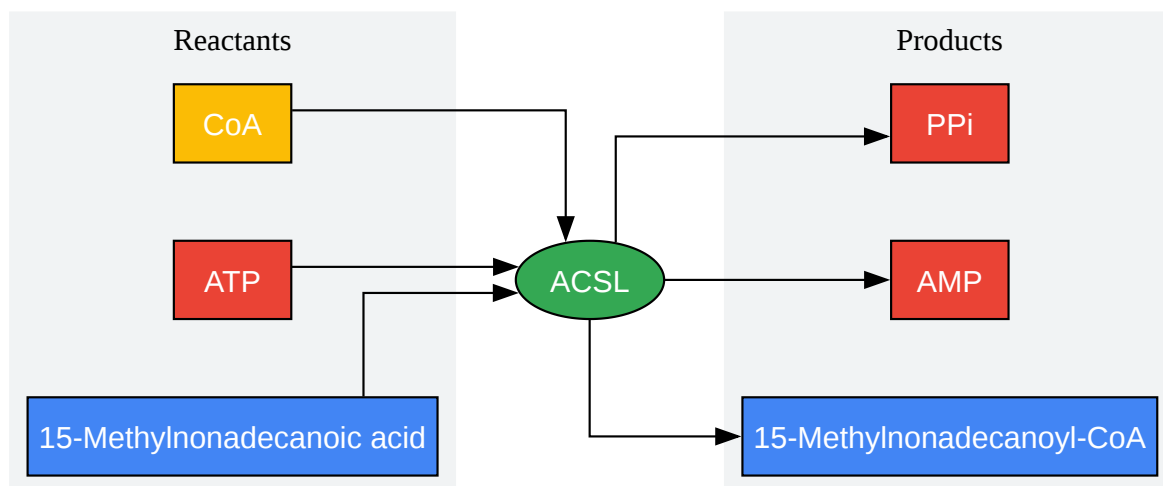 Reactants
Products
CoA
PPi
ATP
ACSL
AMP
15-Methylnonadecanoic acid
15-Methylnonadecanoyl-CoA